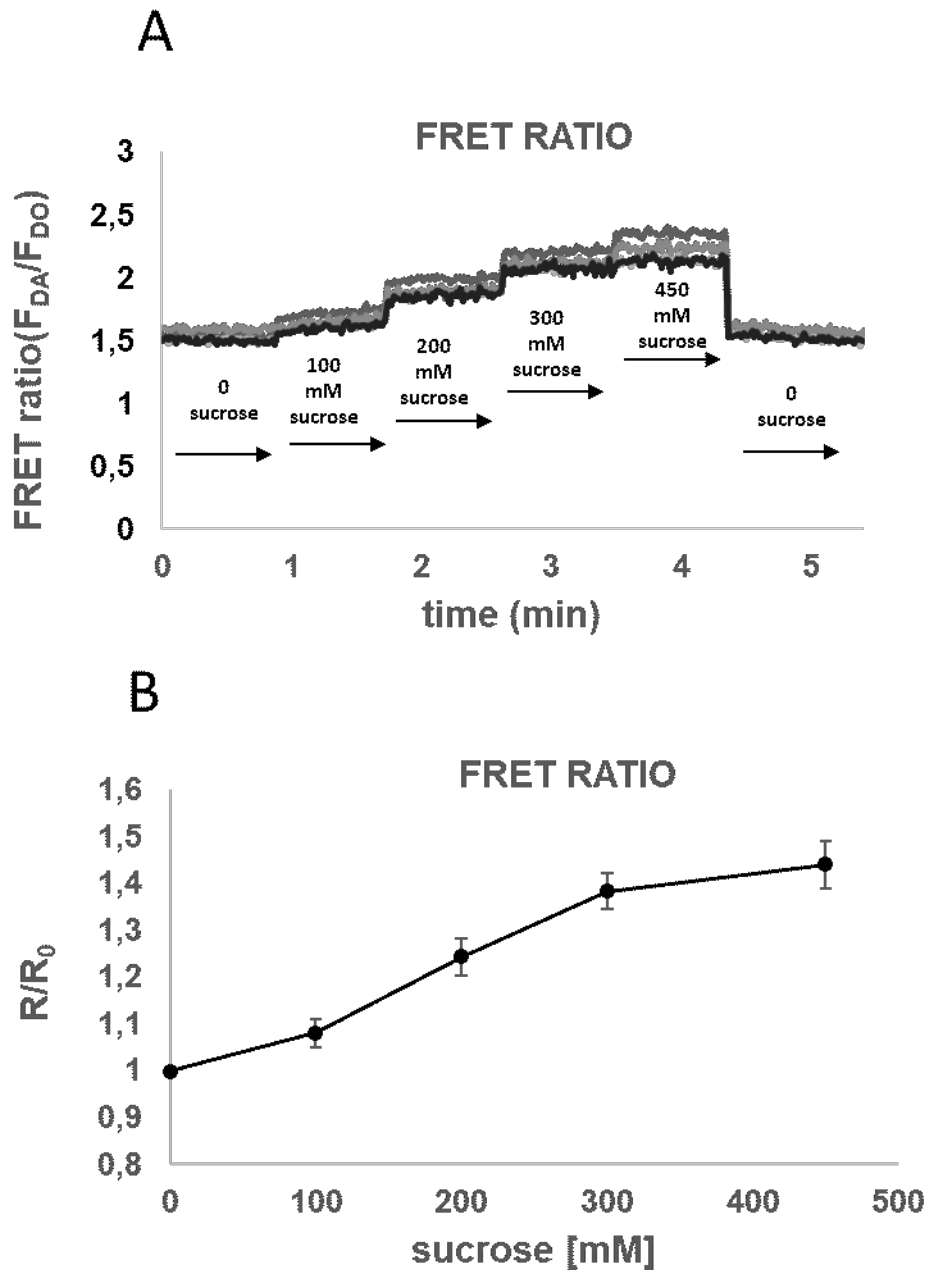 A
FRET RATIO
FRET ratio(F_DA/F_DO)
3
2,5
2
1,5
1
0,5
0
0
sucrose
100
mM
sucrose
200
mM
sucrose
300
mM
sucrose
450
mM
sucrose
0
sucrose
0 1 2 3 4 5
time (min)
B
FRET RATIO
R/R_0
1,6
1,5
1,4
1,3
1,2
1,1
1
0,9
0,8
0 100 200 300 400 500
sucrose [mM]